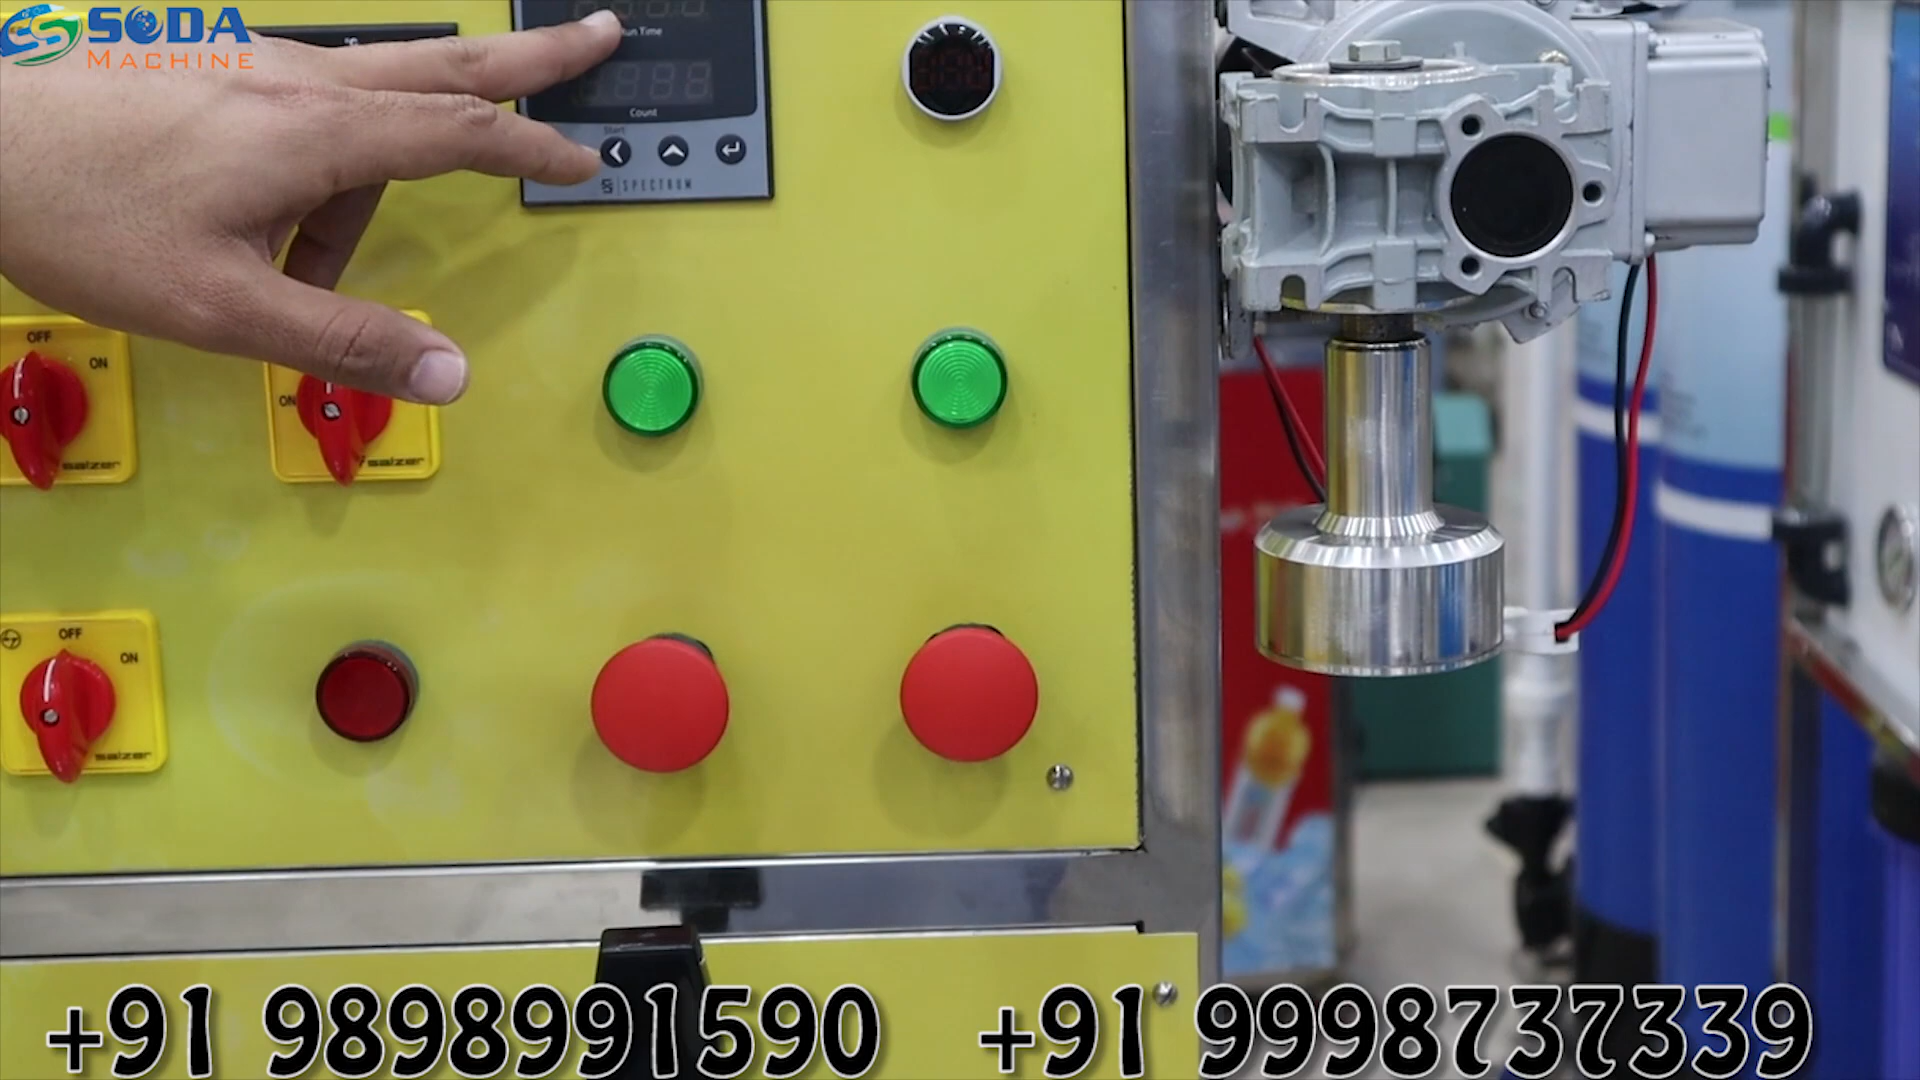 SODA
MACHINE
°C
Run Time
Count
Start
SPECTRUM
OFF
ON
salzer
ON
salzer
OFF
ON
salzer
+91 9898991590 +91 9998737339